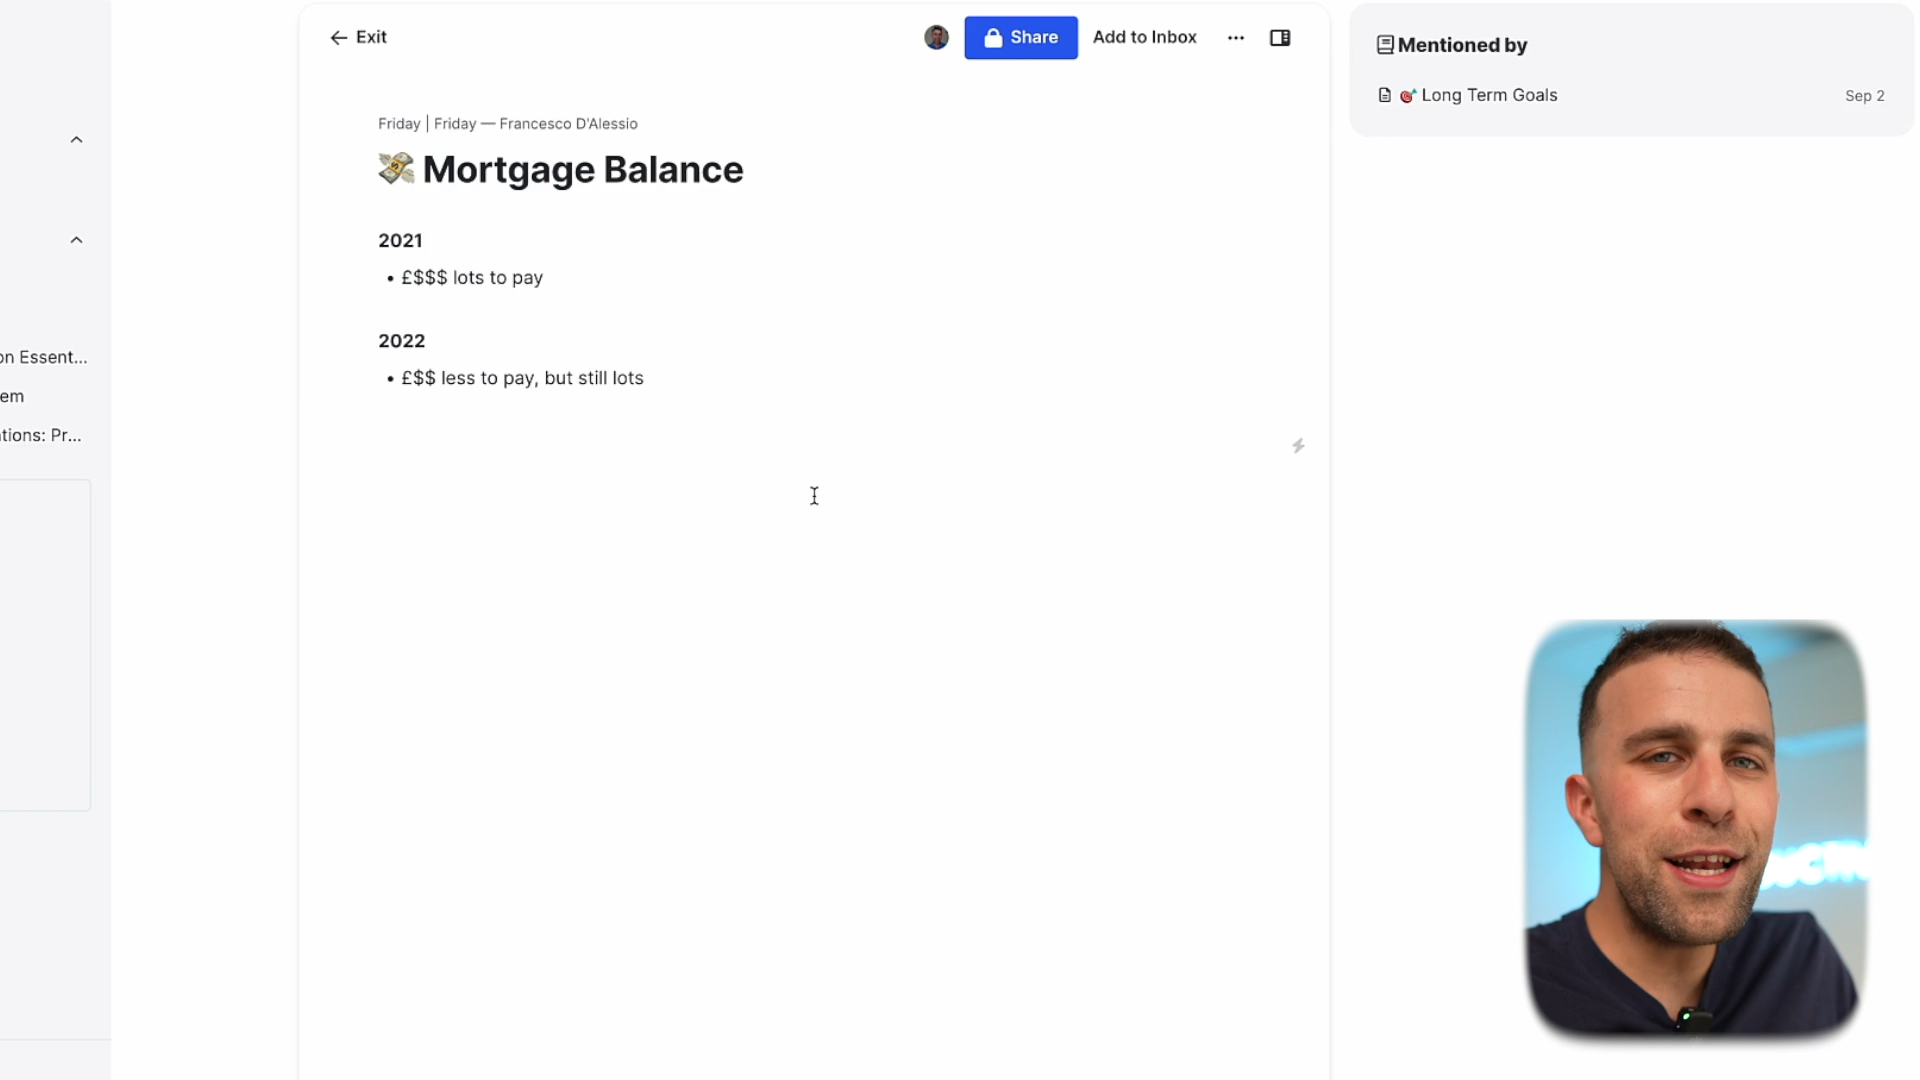 Exit
Share
Add to Inbox
Mentioned by
🎯 Long Term Goals
Sep 2
Friday | Friday — Francesco D'Alessio
💸 Mortgage Balance
2021
• £$$$ lots to pay
2022
• £$$ less to pay, but still lots
on Essent...
em
tions: Pr...